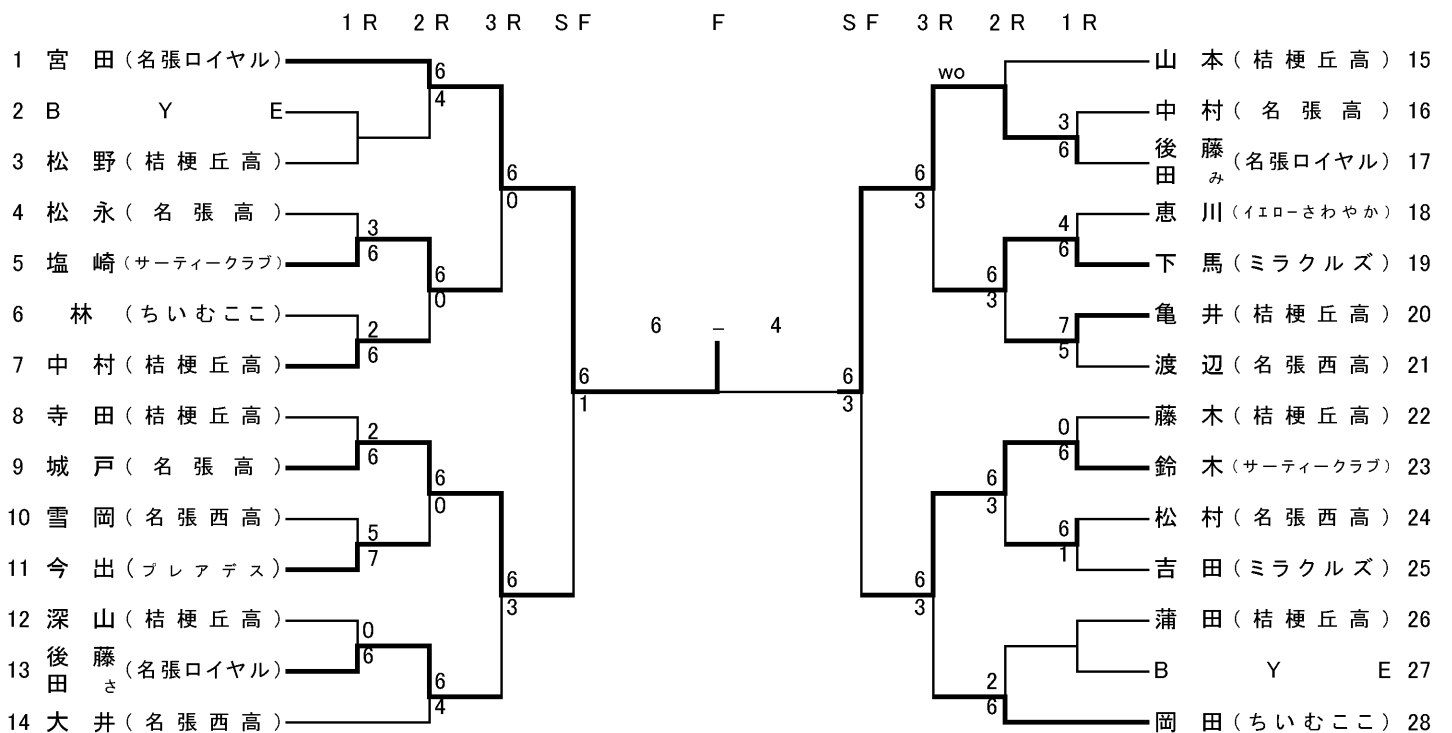 1R 2R 3R SF F SF 3R 2R 1R
1 宮 田 (名張ロイヤル)
2 B Y E
3 松 野 (桔梗丘高)
4 松 永 (名張高)
5 塩 崎 (サーティークラブ)
6 林 (ちいむここ)
7 中 村 (桔梗丘高)
8 寺 田 (桔梗丘高)
9 城 戸 (名張高)
10 雪 岡 (名張西高)
11 今 出 (プレアデス)
12 深 山 (桔梗丘高)
13 後 藤
田 さ (名張ロイヤル)
14 大 井 (名張西高)
3
6
2
6
2
6
5
7
0
6
6
4
6
0
6
0
6
4
6
0
6
3
6
1
6 – 4
6
3
6
3
6
3
wo
6
3
6
3
2
6
3
6
4
6
7
5
0
6
6
1
山 本 (桔梗丘高) 15
中 村 (名張高) 16
後 藤
田 み (名張ロイヤル) 17
恵 川 (イエローさわやか) 18
下 馬 (ミラクルズ) 19
亀 井 (桔梗丘高) 20
渡 辺 (名張西高) 21
藤 木 (桔梗丘高) 22
鈴 木 (サーティークラブ) 23
松 村 (名張西高) 24
吉 田 (ミラクルズ) 25
蒲 田 (桔梗丘高) 26
B Y E 27
岡 田 (ちいむここ) 28